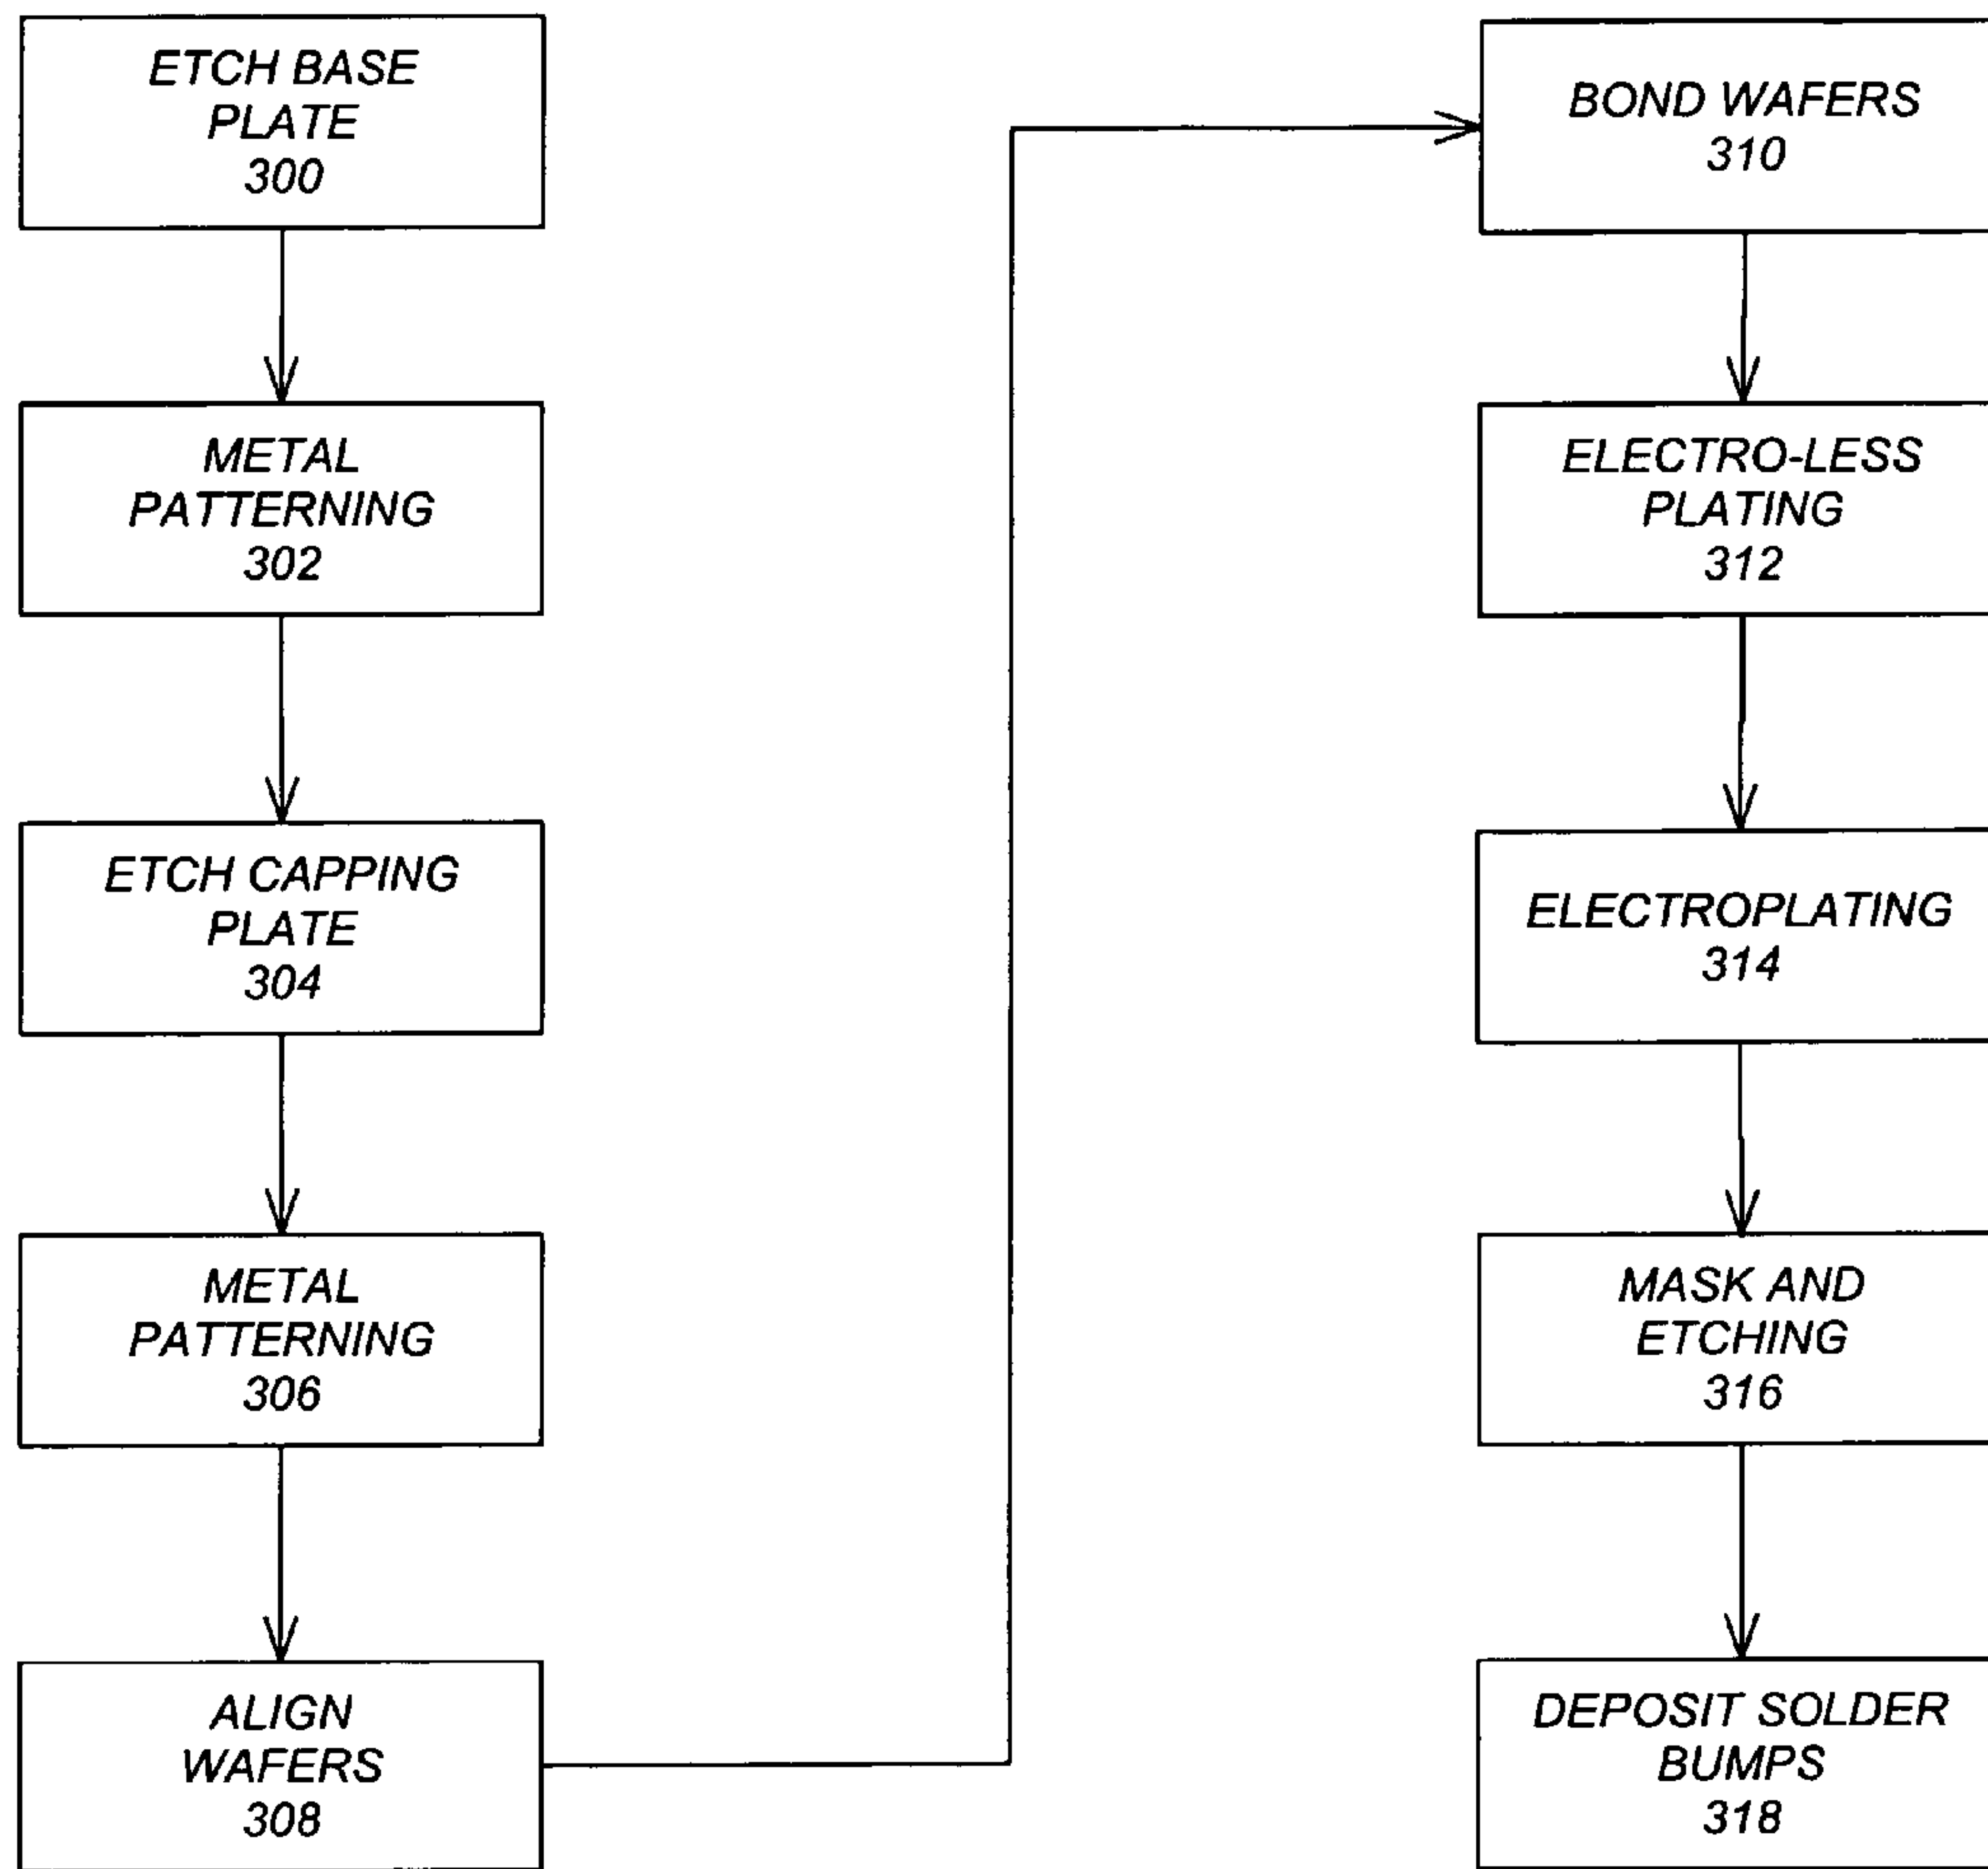 ETCH BASE
PLATE
300
METAL
PATTERNING
302
ETCH CAPPING
PLATE
304
METAL
PATTERNING
306
ALIGN
WAFERS
308
BOND WAFERS
310
ELECTRO-LESS
PLATING
312
ELECTROPLATING
314
MASK AND
ETCHING
316
DEPOSIT SOLDER
BUMPS
318